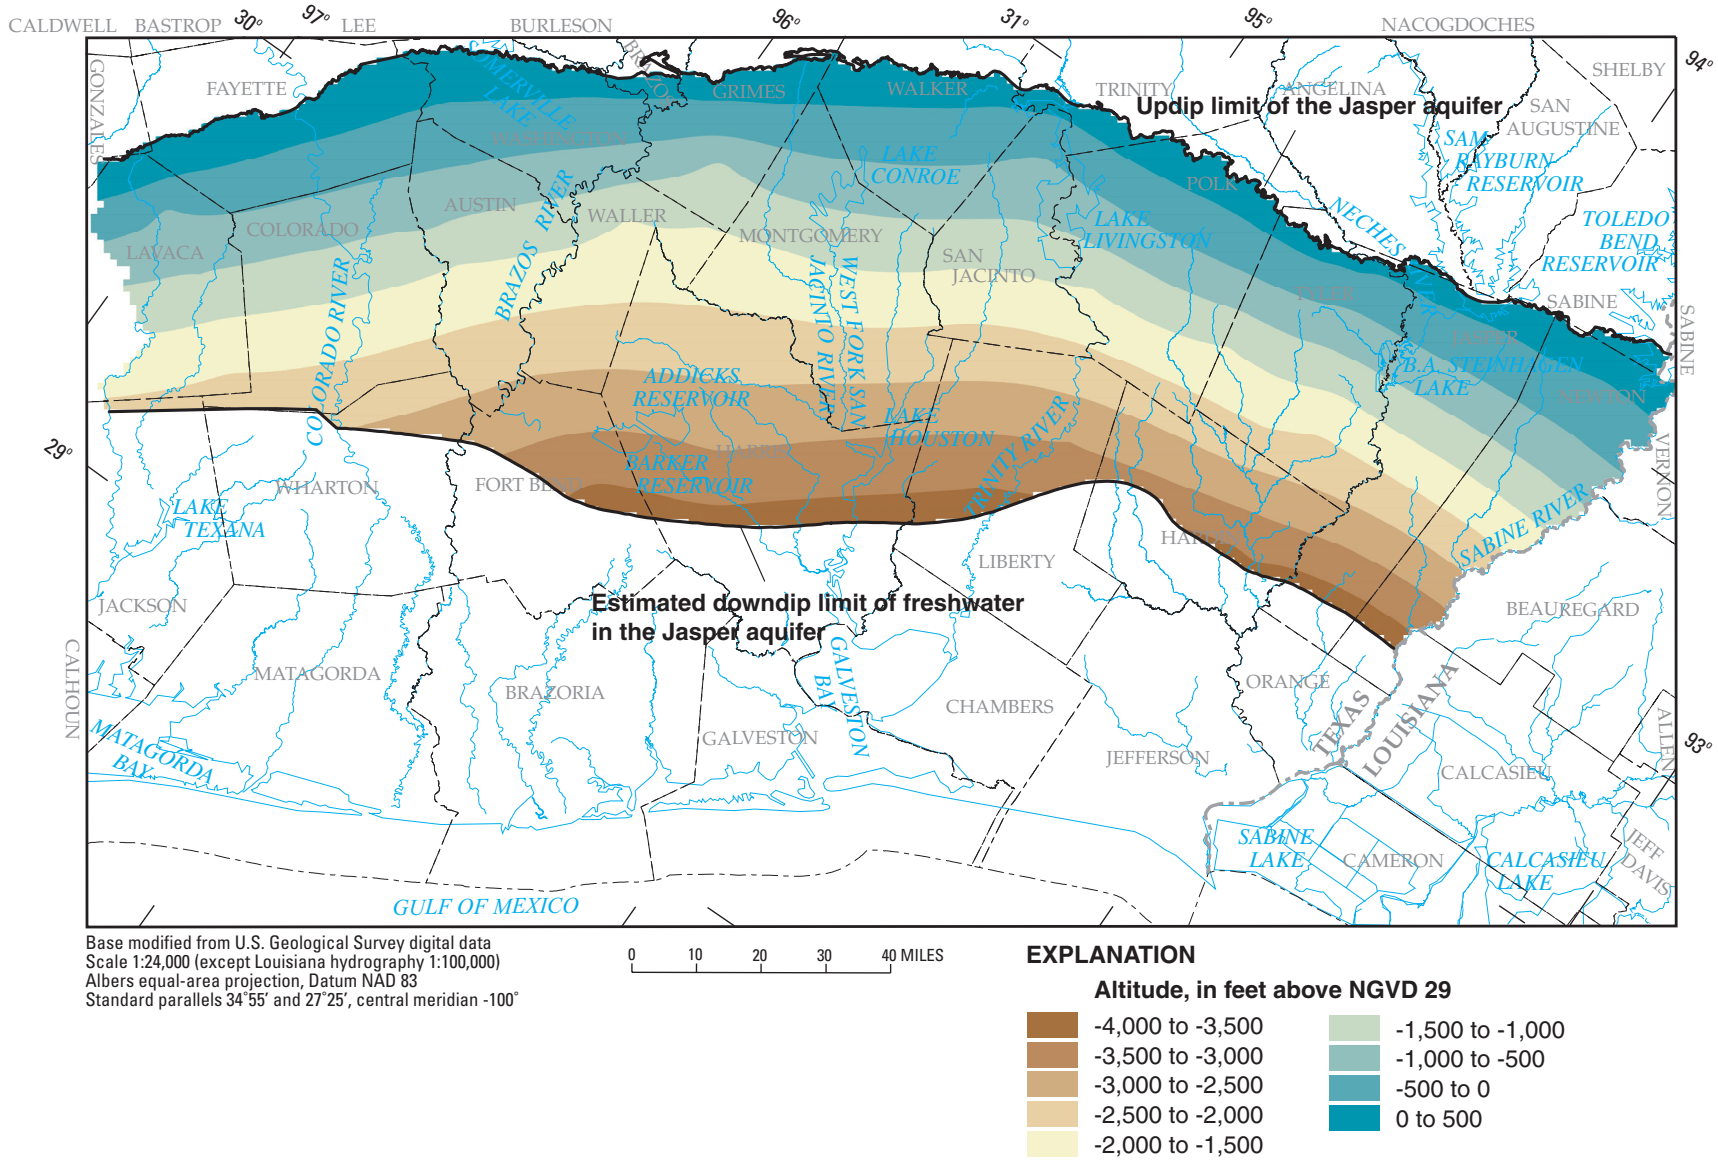 CALDWELL
BASTROP
30°
97°
LEE
BURLESON
96°
31°
95°
NACOGDOCHES
94°
GONZALES
FAYETTE
SOMERVILLE
LAKE
BRAZOS
GRIMES
WALKER
TRINITY
ANGELINA
SHELBY
Updip limit of the Jasper aquifer
SAN
AUGUSTINE
WASHINGTON
LAKE
CONROE
SAM
RAYBURN
RESERVOIR
POLK
AUSTIN
BRAZOS RIVER
WALLER
COLORADO
LAVACA
MONTGOMERY
LAKE
LIVINGSTON
NECHES RIVER
TOLEDO
BEND
RESERVOIR
SAN
JACINTO
WEST FORK SAN
JACINTO RIVER
COLORADO RIVER
TYLER
SABINE
SABINE
JASPER
B.A. STEINHAGEN
LAKE
NEWTON
ADDICKS
RESERVOIR
LAKE
HOUSTON
TRINITY RIVER
HARRIS
BARKER
RESERVOIR
29°
VERNON
WHARTON
FORT BEND
LAKE
TEXANA
SABINE RIVER
HARDIN
LIBERTY
JACKSON
Estimated downdip limit of freshwater
in the Jasper aquifer
BEAUREGARD
CALHOUN
MATAGORDA
BRAZORIA
GALVESTON
BAY
CHAMBERS
ORANGE
TEXAS
LOUISIANA
ALLEN
93°
MATAGORDA
BAY
GALVESTON
JEFFERSON
CALCASIEU
SABINE
LAKE
CAMERON
CALCASIEU
LAKE
JEFF
DAVIS
GULF OF MEXICO
Base modified from U.S. Geological Survey digital data
Scale 1:24,000 (except Louisiana hydrography 1:100,000)
Albers equal-area projection, Datum NAD 83
Standard parallels 34°55′ and 27°25′, central meridian -100°
0 10 20 30 40 MILES
EXPLANATION
Altitude, in feet above NGVD 29
-4,000 to -3,500
-3,500 to -3,000
-3,000 to -2,500
-2,500 to -2,000
-2,000 to -1,500
-1,500 to -1,000
-1,000 to -500
-500 to 0
0 to 500